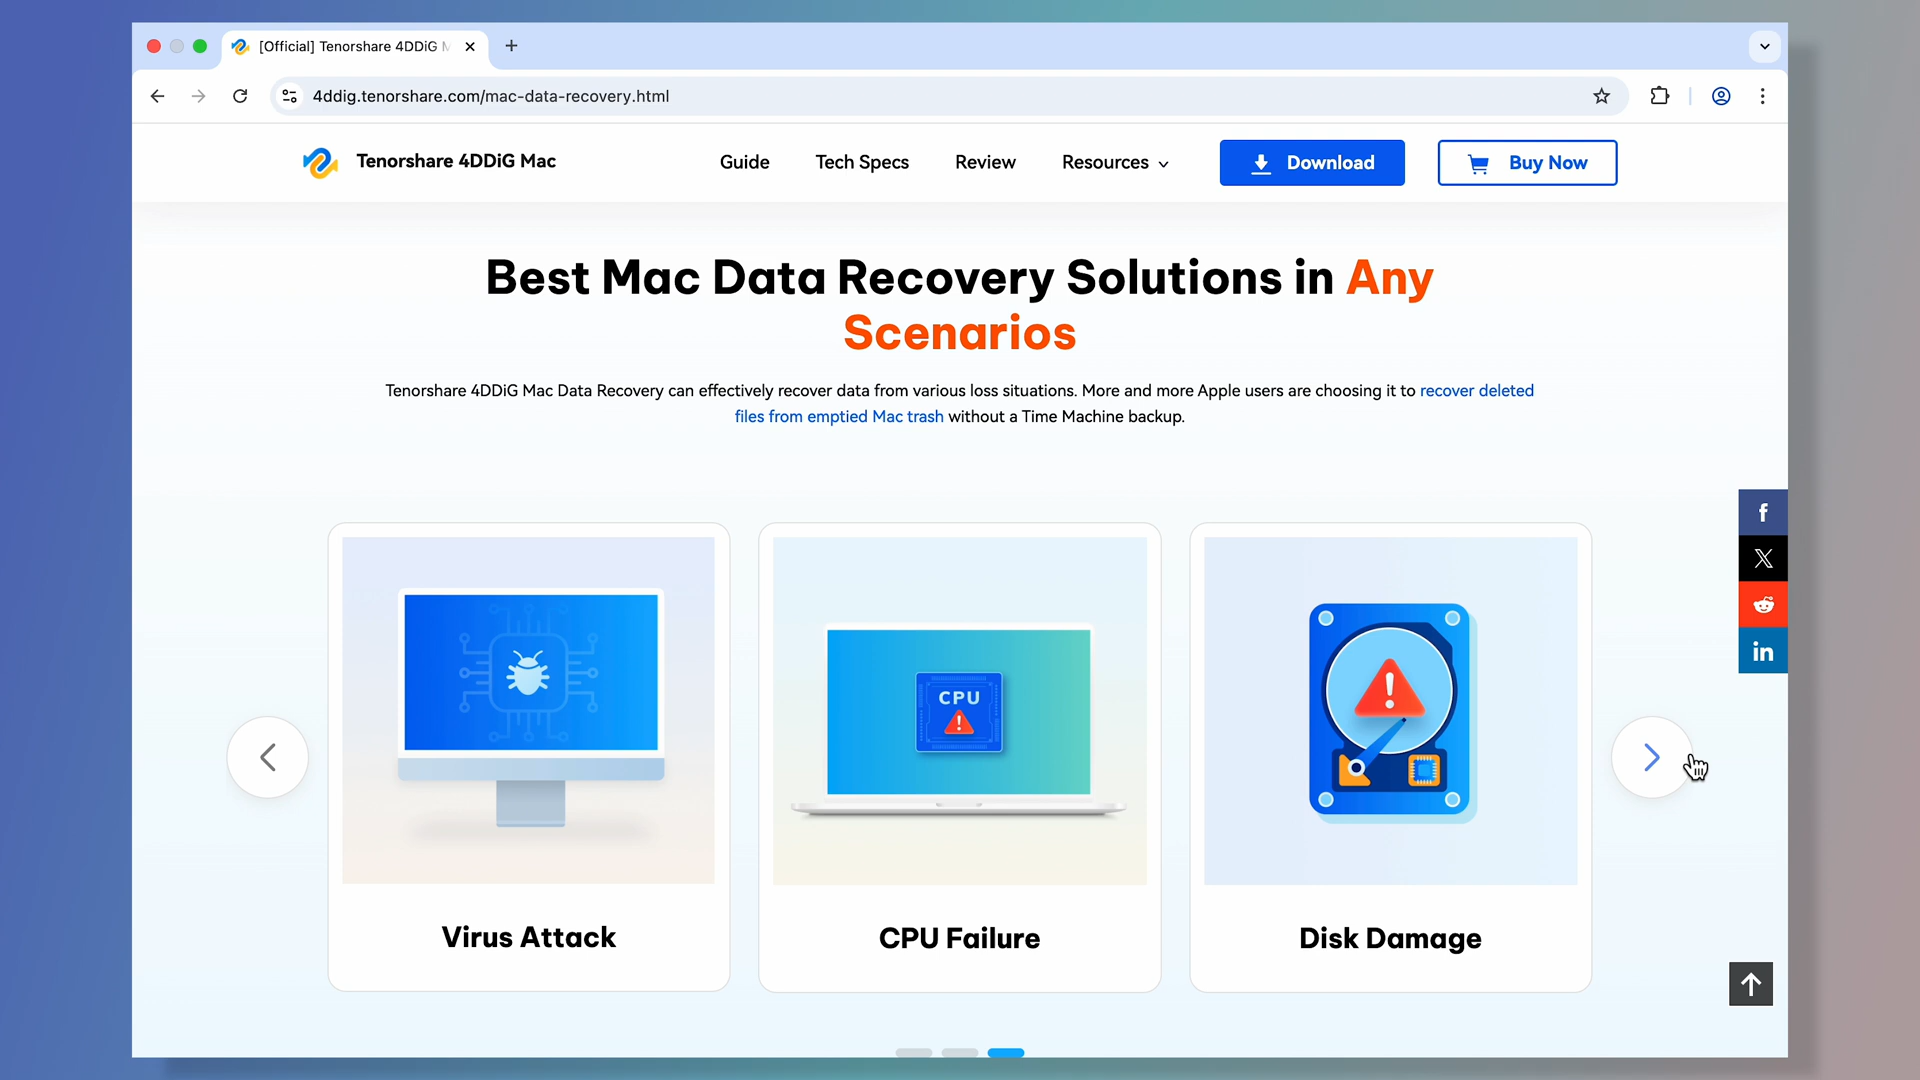 [Official] Tenorshare 4DDiG M
4ddig.tenorshare.com/mac-data-recovery.html
Tenorshare 4DDiG Mac
Guide
Tech Specs
Review
Resources
Download
Buy Now
Best Mac Data Recovery Solutions in Any
Scenarios
Tenorshare 4DDiG Mac Data Recovery can effectively recover data from various loss situations. More and more Apple users are choosing it to recover deleted
files from emptied Mac trash without a Time Machine backup.
f
X
in
CPU
Virus Attack
CPU Failure
Disk Damage